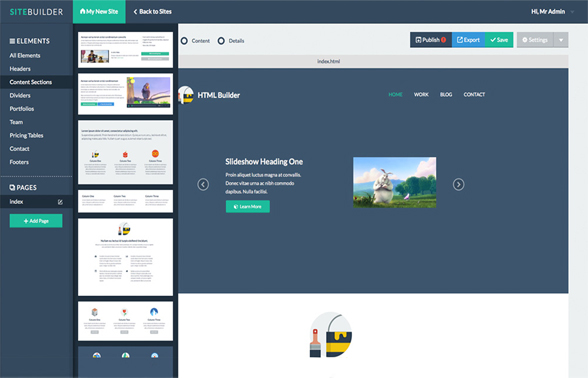 SITEBUILDER
My New Site
Back to Sites
Hi, Mr Admin
ELEMENTS
All Elements
Headers
Content Sections
Dividers
Portfolios
Team
Pricing Tables
Contact
Footers
PAGES
index
+ Add Page
Content
Details
Publish
Export
Save
Settings
index.html
HTML Builder
HOME WORK BLOG CONTACT
Slideshow Heading One
Proin aliquet luctus magna at convallis.
Donec vitae urna ac nibh commodo
dapibus. Nulla facilisi.
Learn More